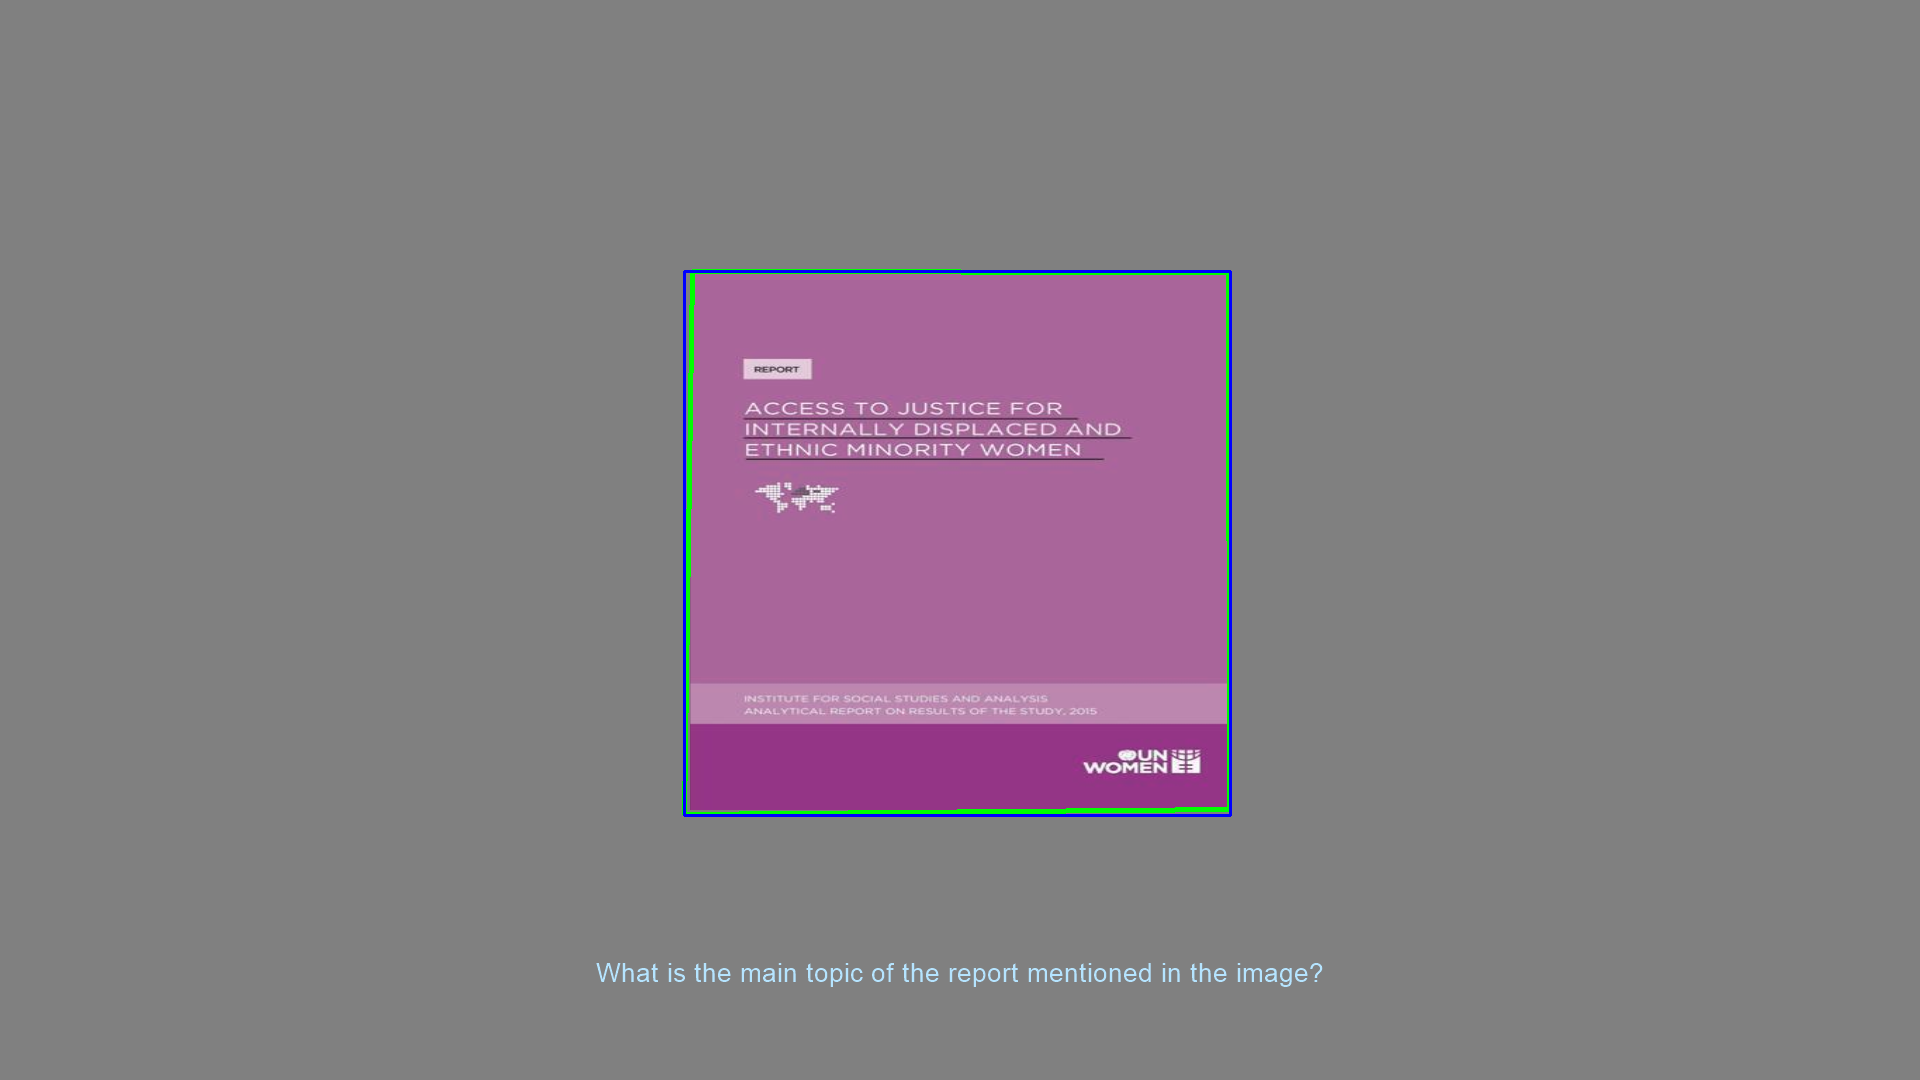 REPORT
ACCESS TO JUSTICE FOR
INTERNALLY DISPLACED AND
ETHNIC MINORITY WOMEN
INSTITUTE FOR SOCIAL STUDIES AND ANALYSIS
ANALYTICAL REPORT ON RESULTS OF THE STUDY, 2015
UN
WOMEN
What is the main topic of the report mentioned in the image?